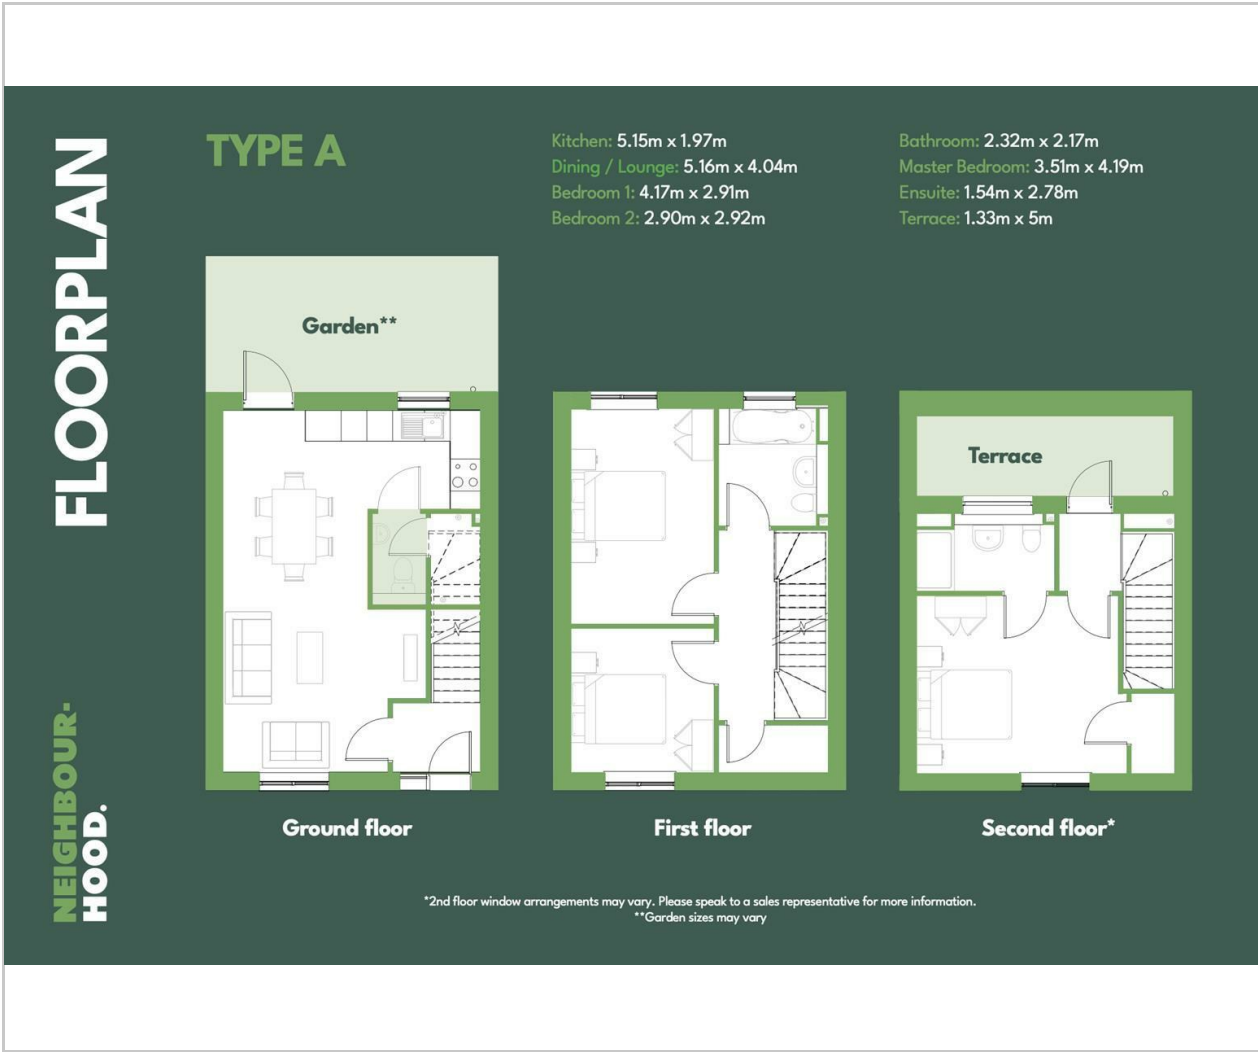 FLOORPLAN
NEIGHBOUR-
HOOD.
TYPE A
Kitchen: 5.15m x 1.97m
Dining / Lounge: 5.16m x 4.04m
Bedroom 1: 4.17m x 2.91m
Bedroom 2: 2.90m x 2.92m
Bathroom: 2.32m x 2.17m
Master Bedroom: 3.51m x 4.19m
Ensuite: 1.54m x 2.78m
Terrace: 1.33m x 5m
Garden**
Terrace
Ground floor
First floor
Second floor*
*2nd floor window arrangements may vary. Please speak to a sales representative for more information.
**Garden sizes may vary